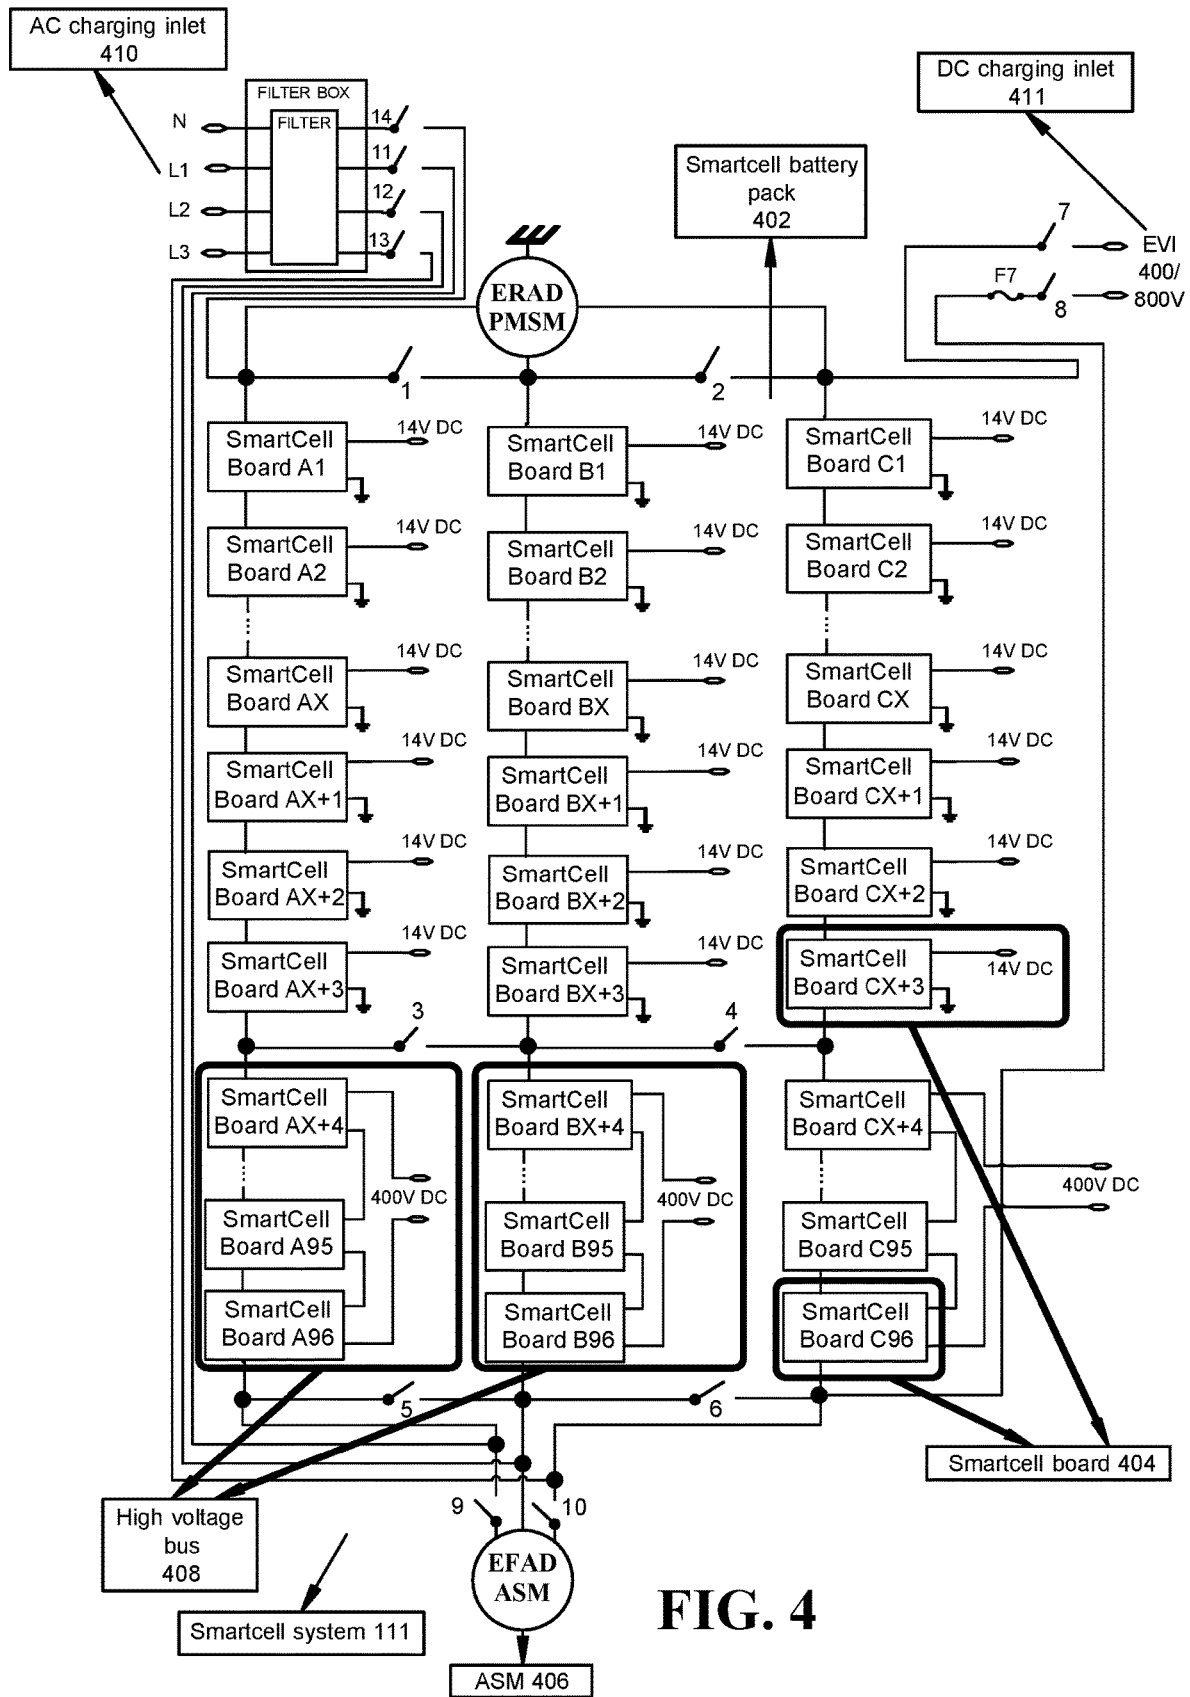 AC charging inlet
410
DC charging inlet
411
FILTER BOX
FILTER
N
L1
L2
L3
14
11
12
13
Smartcell battery
pack
402
7
EVI
400/
800V
F7
8
ERAD
PMSM
1
2
SmartCell
Board A1
14V DC
SmartCell
Board B1
14V DC
SmartCell
Board C1
14V DC
SmartCell
Board A2
14V DC
SmartCell
Board B2
14V DC
SmartCell
Board C2
14V DC
SmartCell
Board AX
14V DC
SmartCell
Board BX
14V DC
SmartCell
Board CX
14V DC
SmartCell
Board AX+1
14V DC
SmartCell
Board BX+1
14V DC
SmartCell
Board CX+1
14V DC
SmartCell
Board AX+2
14V DC
SmartCell
Board BX+2
14V DC
SmartCell
Board CX+2
14V DC
SmartCell
Board AX+3
14V DC
SmartCell
Board BX+3
14V DC
SmartCell
Board CX+3
14V DC
3
4
SmartCell
Board AX+4
SmartCell
Board BX+4
SmartCell
Board CX+4
400V DC
400V DC
400V DC
SmartCell
Board A95
SmartCell
Board B95
SmartCell
Board C95
SmartCell
Board A96
SmartCell
Board B96
SmartCell
Board C96
5
6
Smartcell board 404
9
10
High voltage
bus
408
EFAD
ASM
Smartcell system 111
ASM 406
FIG. 4